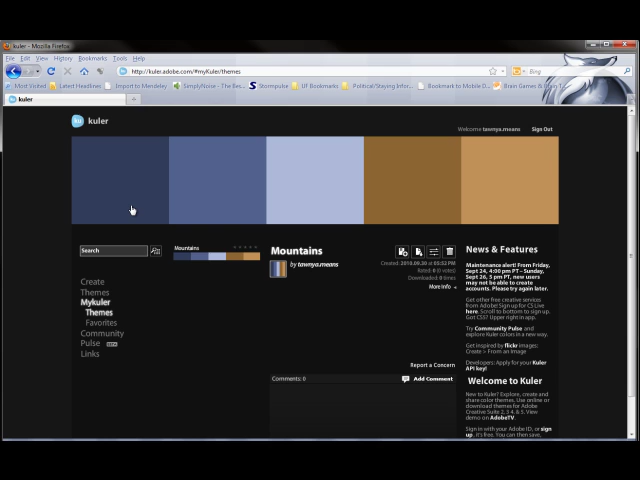 kuler - Mozilla Firefox
File Edit View History Bookmarks Tools Help
http://kuler.adobe.com/#myKuler/themes
Bing
Most Visited Latest Headlines Import to Mendeley SimplyNoise - The Bes... Stormpulse UF Bookmarks Political/Staying Infor... Bookmark to Mobile D... Brain Games & Brain T...
kuler
ku kuler
Welcome tawnya.means Sign Out
Search
Mountains
Mountains
by tawnya.means
Created: 2010.09.30 at 05:52 PM
Rated: 0 (0 votes)
Downloaded: 0 times
More Info
Create
Themes
Mykuler
Themes
Favorites
Community
Pulse BETA
Links
Report a Concern
Comments: 0 Add Comment
News & Features
Maintenance alert! From Friday,
Sept 24, 4:00 pm PT – Sunday,
Sept 26, 5 pm PT, new users
may not be able to create
accounts. Please try again later.
Get other free creative services
from Adobe! Sign up for CS Live
here. Scroll to bottom to sign up.
Got CS5? Upper right in app.
Try Community Pulse and
explore Kuler colors in a new way.
Get inspired by flickr images:
Create > From an Image
Developers: Apply for your Kuler
API key!
Welcome to Kuler
New to Kuler? Explore, create and
share color themes. Use online or
download themes for Adobe
Creative Suite 2, 3 4, & 5. View
demo on AdobeTV.
Sign in with your Adobe ID, or sign
up, it's free. You can then save,